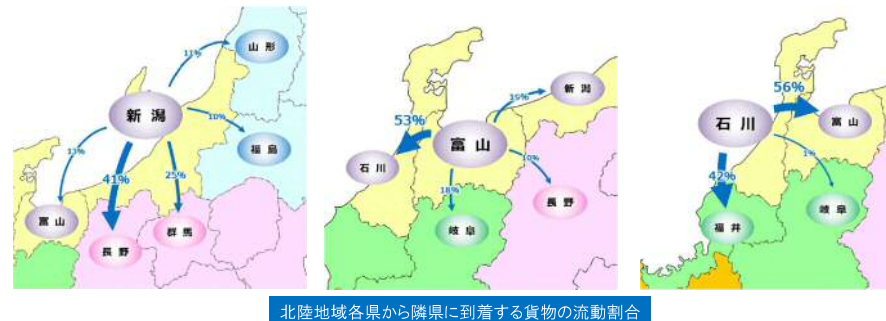 山形
11%
新潟
10%
福島
13%
41%
25%
富山
長野
群馬
19%
新潟
53%
富山
石川
10%
18%
長野
岐阜
56%
石川
富山
1%
42%
岐阜
福井
北陸地域各県から隣県に到着する貨物の流動割合